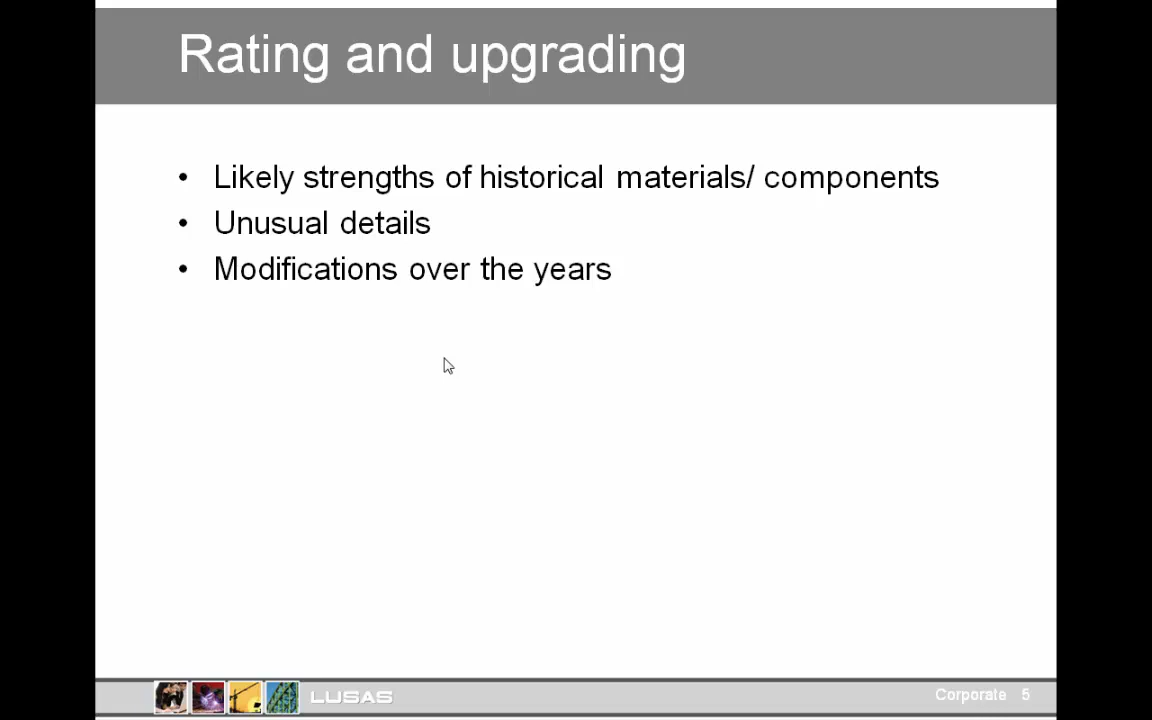 Rating and upgrading
• Likely strengths of historical materials/ components
• Unusual details
• Modifications over the years
LUSAS
Corporate 5